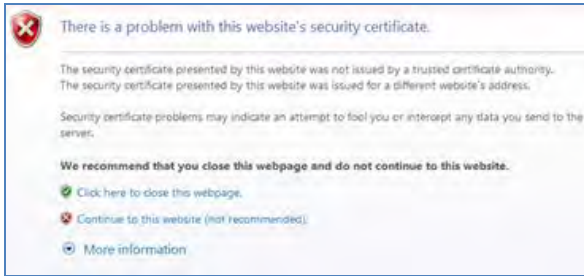 There is a problem with this website's security certificate.
The security certificate presented by this website was not issued by a trusted certificate authority.
The security certificate presented by this website was issued for a different website's address.
Security certificate problems may indicate an attempt to fool you or intercept any data you send to the
server.
We recommend that you close this webpage and do not continue to this website.
Click here to close this webpage.
Continue to this website (not recommended).
More information